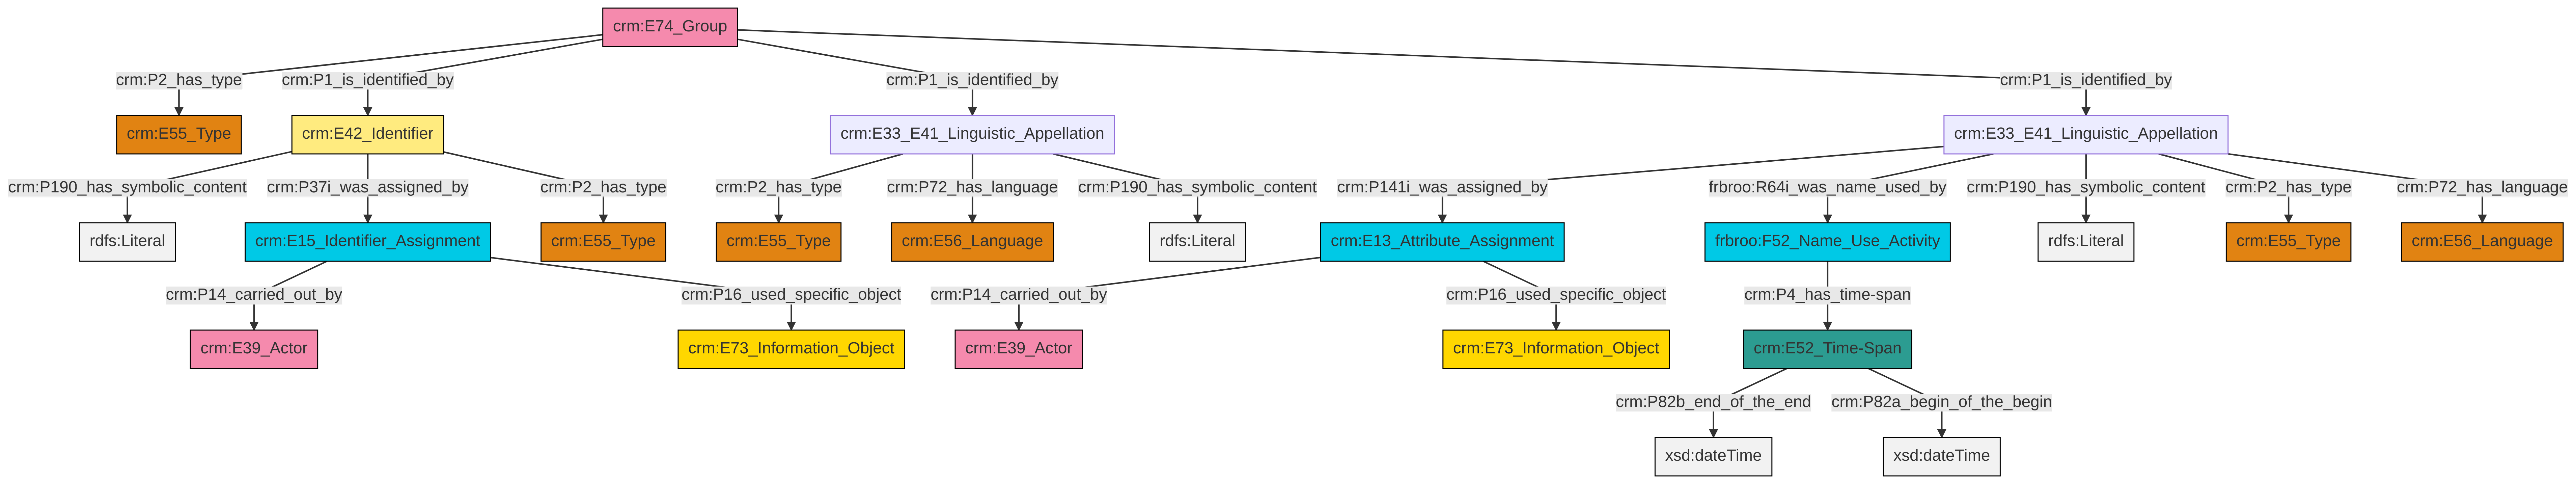 crm:E74_Group
crm:P2_has_type
crm:P1_is_identified_by
crm:P1_is_identified_by
crm:P1_is_identified_by
crm:E55_Type
crm:E42_Identifier
crm:E33_E41_Linguistic_Appellation
crm:E33_E41_Linguistic_Appellation
crm:P190_has_symbolic_content
crm:P37i_was_assigned_by
crm:P2_has_type
crm:P2_has_type
crm:P72_has_language
crm:P190_has_symbolic_content
crm:P141i_was_assigned_by
frbroo:R64i_was_name_used_by
crm:P190_has_symbolic_content
crm:P2_has_type
crm:P72_has_language
rdfs:Literal
crm:E15_Identifier_Assignment
crm:E55_Type
crm:E55_Type
crm:E56_Language
rdfs:Literal
crm:E13_Attribute_Assignment
frbroo:F52_Name_Use_Activity
rdfs:Literal
crm:E55_Type
crm:E56_Language
crm:P14_carried_out_by
crm:P16_used_specific_object
crm:P14_carried_out_by
crm:P16_used_specific_object
crm:P4_has_time-span
crm:E39_Actor
crm:E73_Information_Object
crm:E39_Actor
crm:E73_Information_Object
crm:E52_Time-Span
crm:P82b_end_of_the_end
crm:P82a_begin_of_the_begin
xsd:dateTime
xsd:dateTime